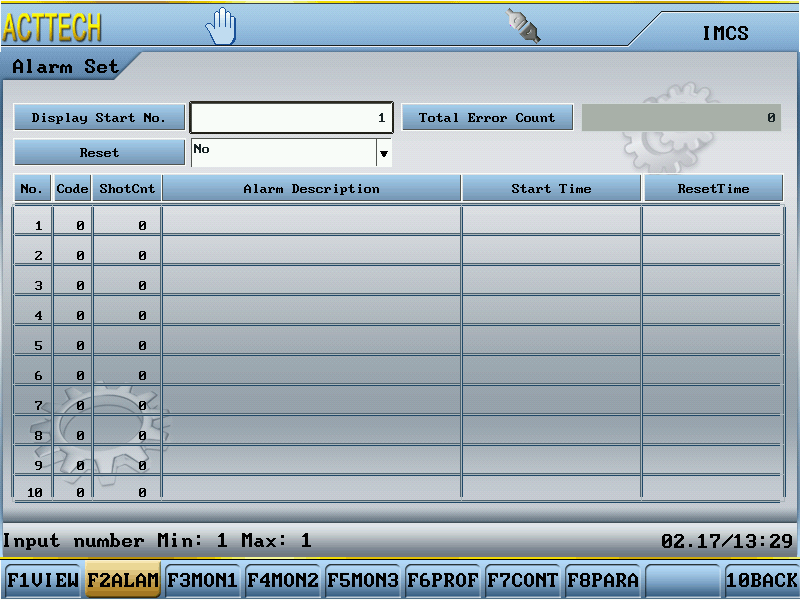 ACTTECH
IMCS
Alarm Set
Display Start No. 1 Total Error Count 0
Reset No
No. Code ShotCnt Alarm Description Start Time ResetTime
1 0 0
2 0 0
3 0 0
4 0 0
5 0 0
6 0 0
7 0 0
8 0 0
9 0 0
10 0 0
Input number Min: 1 Max: 1 02.17/13:29
F1VIEW F2ALAM F3MON1 F4MON2 F5MON3 F6PROF F7CONT F8PARA 10BACK